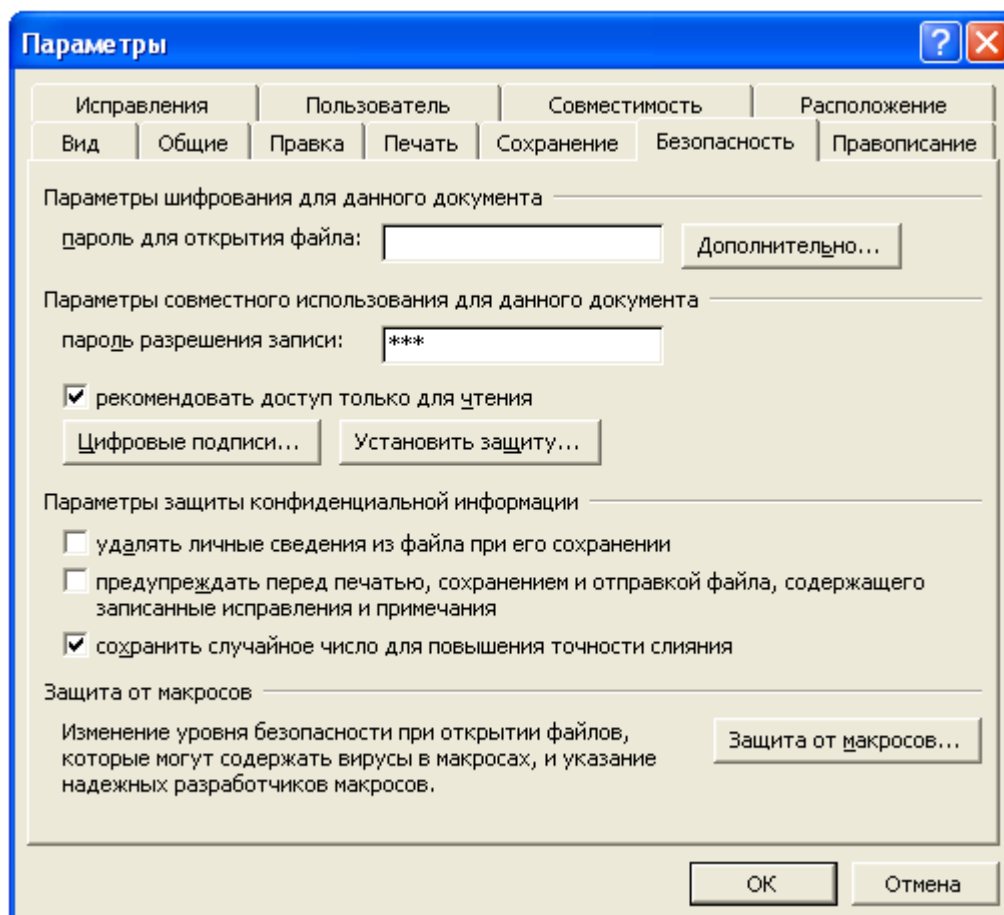 Параметры
Исправления Пользователь Совместимость Расположение
Вид Общие Правка Печать Сохранение Безопасность Правописание
Параметры шифрования для данного документа
пароль для открытия файла: Дополнительно...
Параметры совместного использования для данного документа
пароль разрешения записи: ***
рекомендовать доступ только для чтения
Цифровые подписи... Установить защиту...
Параметры защиты конфиденциальной информации
удалять личные сведения из файла при его сохранении
предупреждать перед печатью, сохранением и отправкой файла, содержащего
записанные исправления и примечания
сохранить случайное число для повышения точности слияния
Защита от макросов
Изменение уровня безопасности при открытии файлов,
которые могут содержать вирусы в макросах, и указание
надежных разработчиков макросов.
Защита от макросов...
ОК Отмена